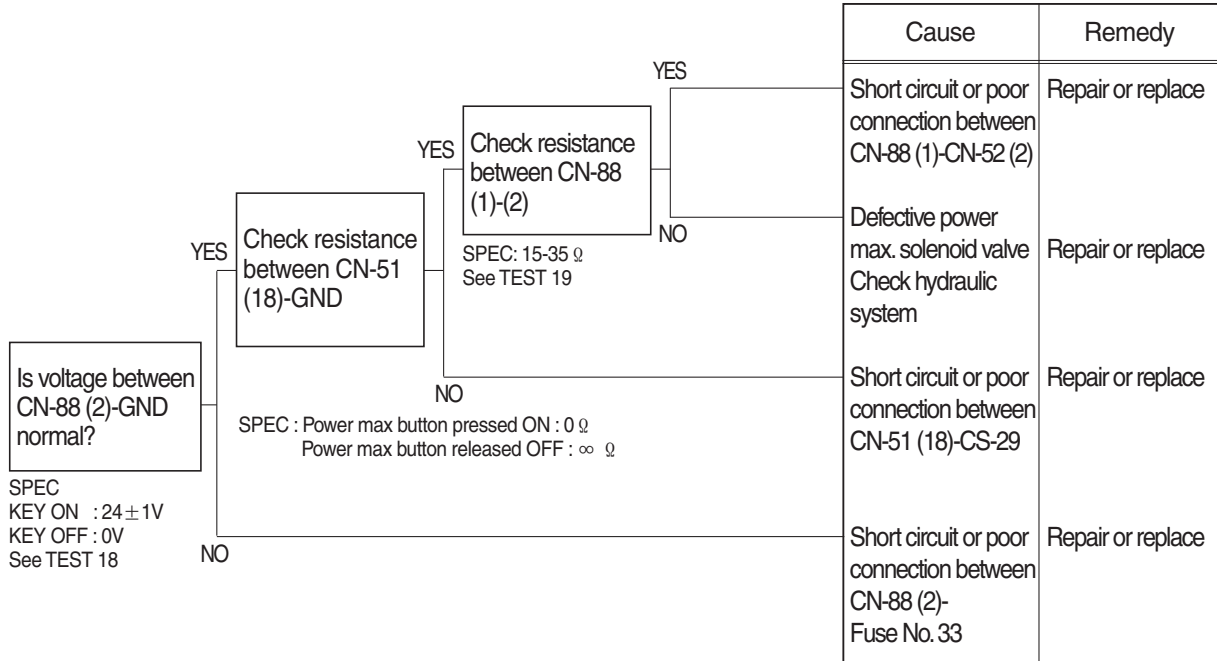 Cause
Remedy
YES
Short circuit or poor
connection between
CN-88 (1)-CN-52 (2)
Repair or replace
YES
Check resistance
between CN-88
(1)-(2)
NO
SPEC: 15-35 Ω
See TEST 19
Defective power
max. solenoid valve
Check hydraulic
system
Repair or replace
YES
Check resistance
between CN-51
(18)-GND
NO
SPEC : Power max button pressed ON : 0 Ω
Power max button released OFF : ∞ Ω
Short circuit or poor
connection between
CN-51 (18)-CS-29
Repair or replace
Is voltage between
CN-88 (2)-GND
normal?
SPEC
KEY ON : 24±1V
KEY OFF : 0V
See TEST 18
NO
Short circuit or poor
connection between
CN-88 (2)-
Fuse No. 33
Repair or replace